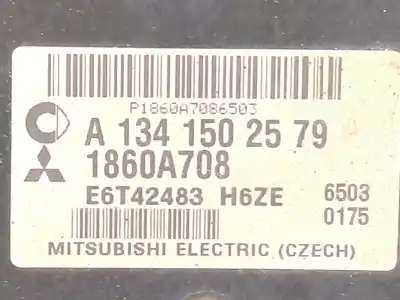 P1860A7086503
A 134 150 25 79
1860A708
E6T42483 H6ZE 6503
0175
MITSUBISHI ELECTRIC (CZECH)